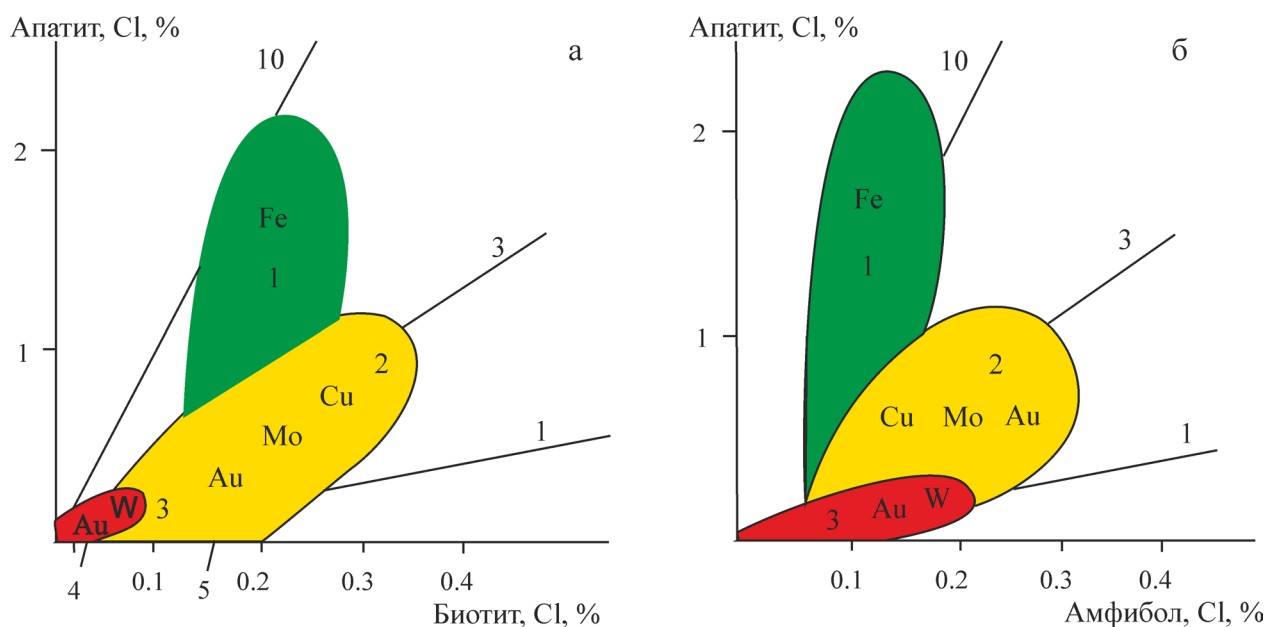 Апатит, Cl, %
а
10
2
Fe
1
3
1
2
Cu
Mo
1
Au
W
3
Au
4
0.1
5
0.2
0.3
0.4
Биотит, Cl, %
Апатит, Cl, %
б
10
2
Fe
1
3
1
2
Cu Mo Au
1
W
Au
3
0.1
0.2
0.3
0.4
Амфибол, Cl, %